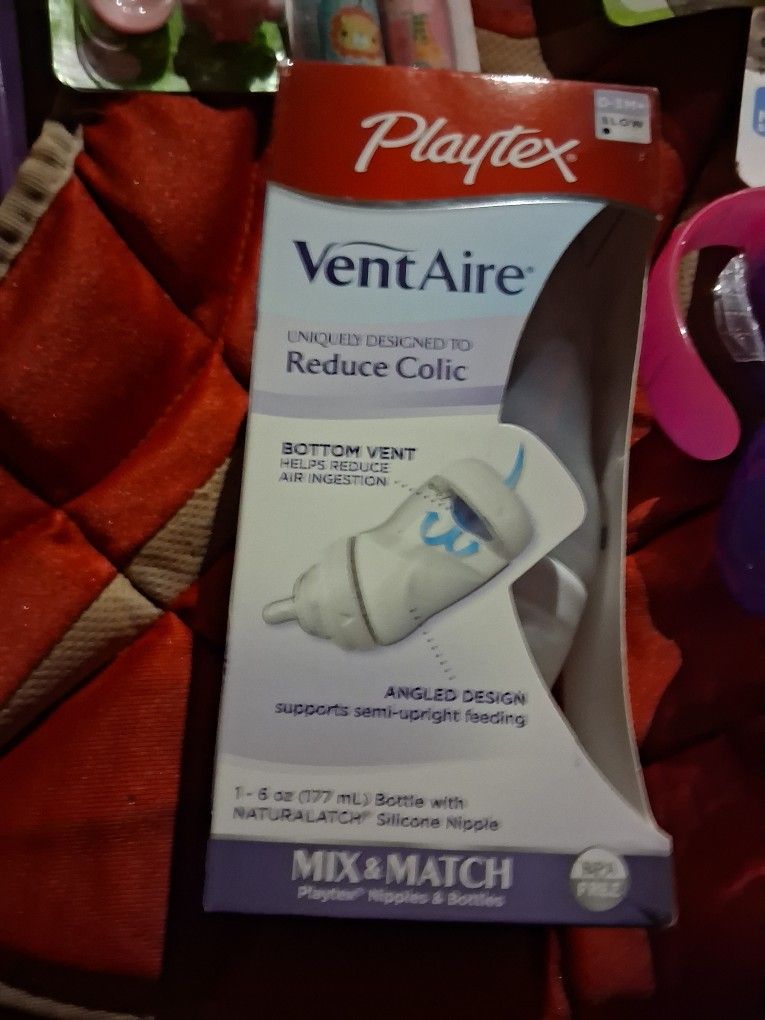 0-3M+
SLOW
Playtex®
VentAire®
UNIQUELY DESIGNED TO
Reduce Colic
BOTTOM VENT
HELPS REDUCE
AIR INGESTION
ANGLED DESIGN
supports semi-upright feeding
1 - 6 oz (177 mL) Bottle with
NATURALATCH® Silicone Nipple
MIX & MATCH
Playtex® Nipples & Bottles
BPA
FREE